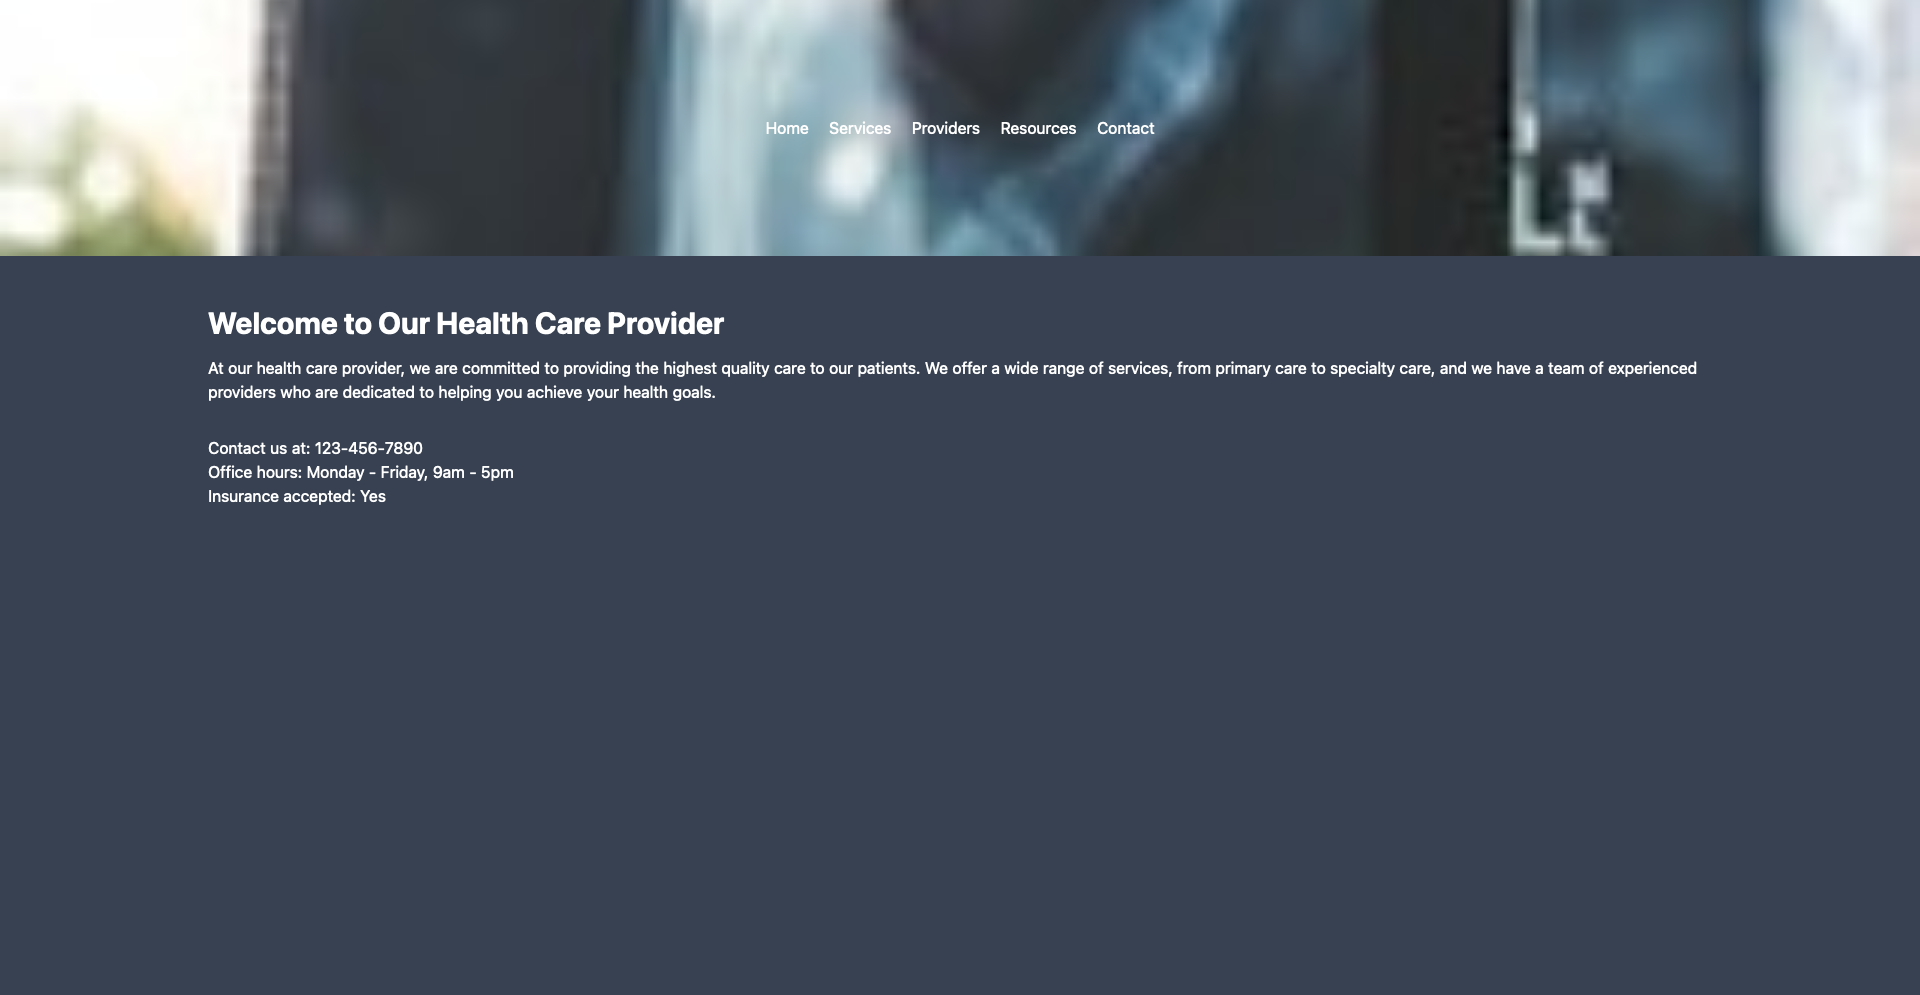 Home Services Providers Resources Contact
Welcome to Our Health Care Provider
At our health care provider, we are committed to providing the highest quality care to our patients. We offer a wide range of services, from primary care to specialty care, and we have a team of experienced
providers who are dedicated to helping you achieve your health goals.
Contact us at: 123-456-7890
Office hours: Monday - Friday, 9am - 5pm
Insurance accepted: Yes